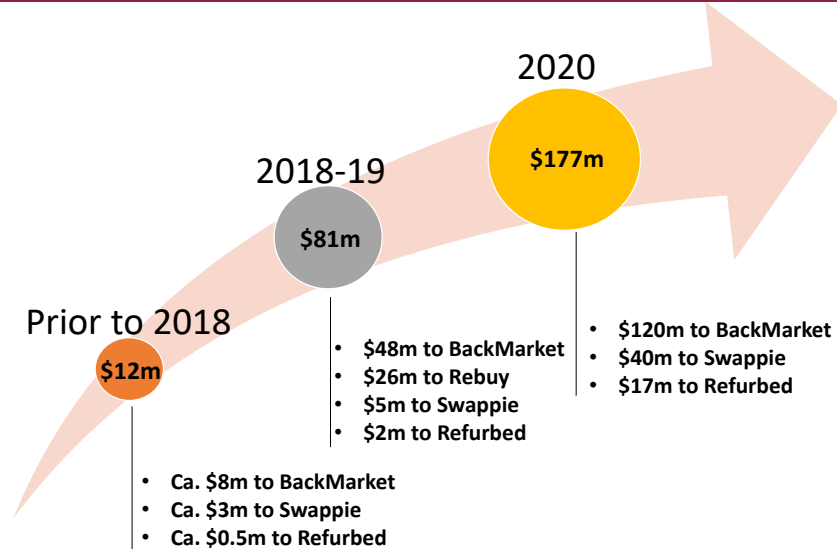 Prior to 2018
$12m
• Ca. $8m to BackMarket
• Ca. $3m to Swappie
• Ca. $0.5m to Refurbed
2018-19
$81m
• $48m to BackMarket
• $26m to Rebuy
• $5m to Swappie
• $2m to Refurbed
2020
$177m
• $120m to BackMarket
• $40m to Swappie
• $17m to Refurbed